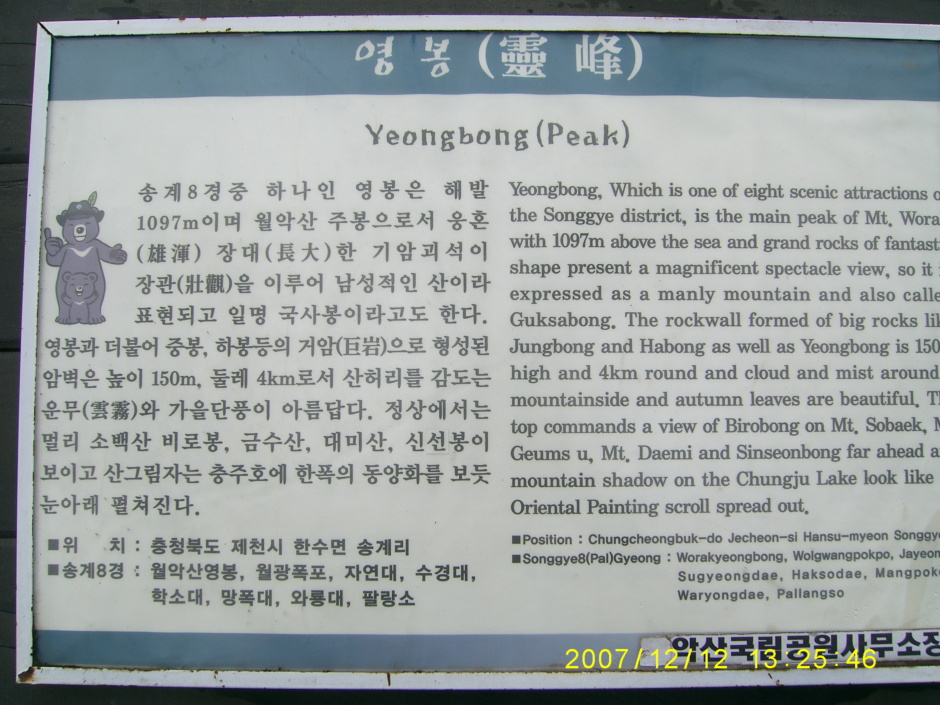 영봉(靈峰)
Yeongbong(Peak)
송계8경중 하나인 영봉은 해발
1097m이며 월악산 주봉으로서 웅혼
(雄渾) 장대(長大)한 기암괴석이
장관(壯觀)을 이루어 남성적인 산이라
표현되고 일명 국사봉이라고도 한다.
영봉과 더불어 중봉, 하봉등의 거암(巨岩)으로 형성된
암벽은 높이 150m, 둘레 4km로서 산허리를 감도는
운무(雲霧)와 가을단풍이 아름답다. 정상에서는
멀리 소백산 비로봉, 금수산, 대미산, 신선봉이
보이고 산그림자는 충주호에 한폭의 동양화를 보듯
눈아래 펼쳐진다.
■위 치 : 충청북도 제천시 한수면 송계리
■송계8경 : 월악산영봉, 월광폭포, 자연대, 수경대,
학소대, 망폭대, 와룡대, 팔랑소
Yeongbong, Which is one of eight scenic attractions
the Songgye district, is the main peak of Mt. Wora
with 1097m above the sea and grand rocks of fantast
shape present a magnificent spectacle view, so it
expressed as a manly mountain and also calle
Guksabong. The rockwall formed of big rocks li
Jungbong and Habong as well as Yeongbong is 150
high and 4km round and cloud and mist around
mountainside and autumn leaves are beautiful. T
top commands a view of Birobong on Mt. Sobaek, M
Geums u, Mt. Daemi and Sinseonbong far ahead a
mountain shadow on the Chungju Lake look like
Oriental Painting scroll spread out.
■Position : Chungcheongbuk-do Jecheon-si Hansu-myeon Songgy
■Songgye8(Pal)Gyeong : Worakyeongbong, Wolgwangpokpo, Jayeon
Sugyeongdae, Haksodae, Mangpok
Waryongdae, Pallangso
악산국립공원사무소장
2007/12/12 13:25:46